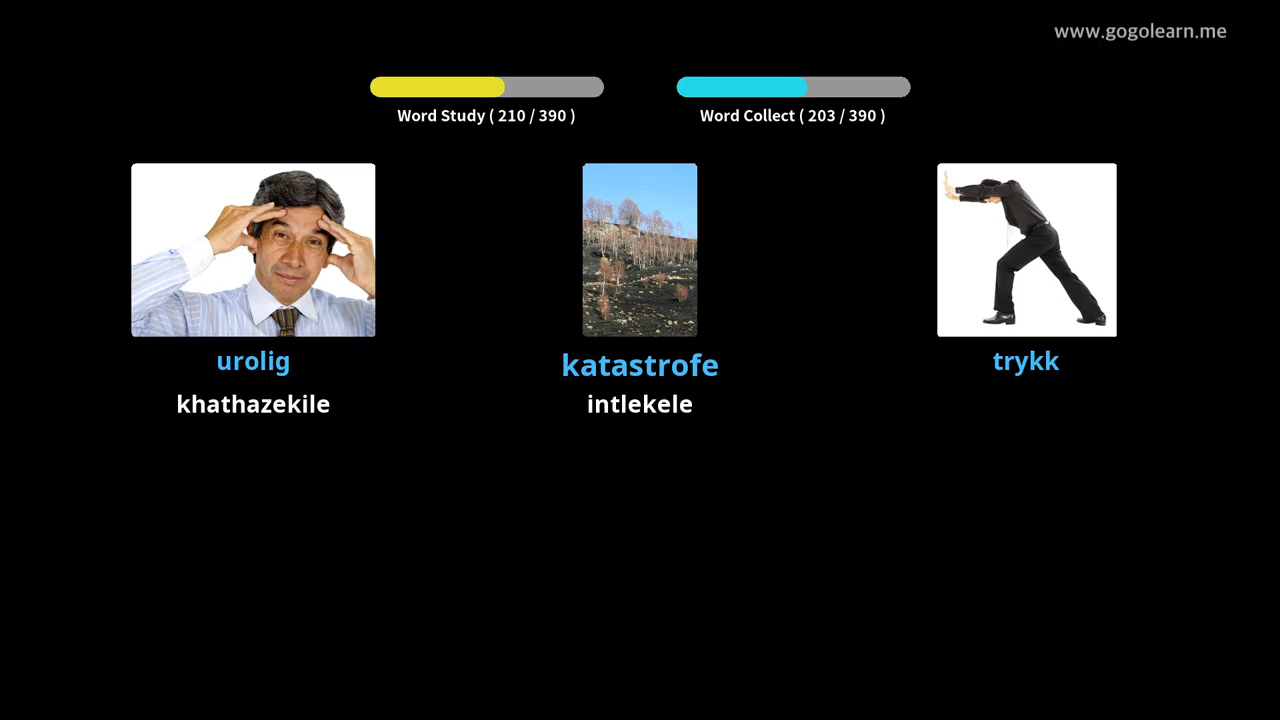 www.gogolearn.me
Word Study ( 210 / 390 )
Word Collect ( 203 / 390 )
urolig
katastrofe
trykk
khathazekile
intlekele